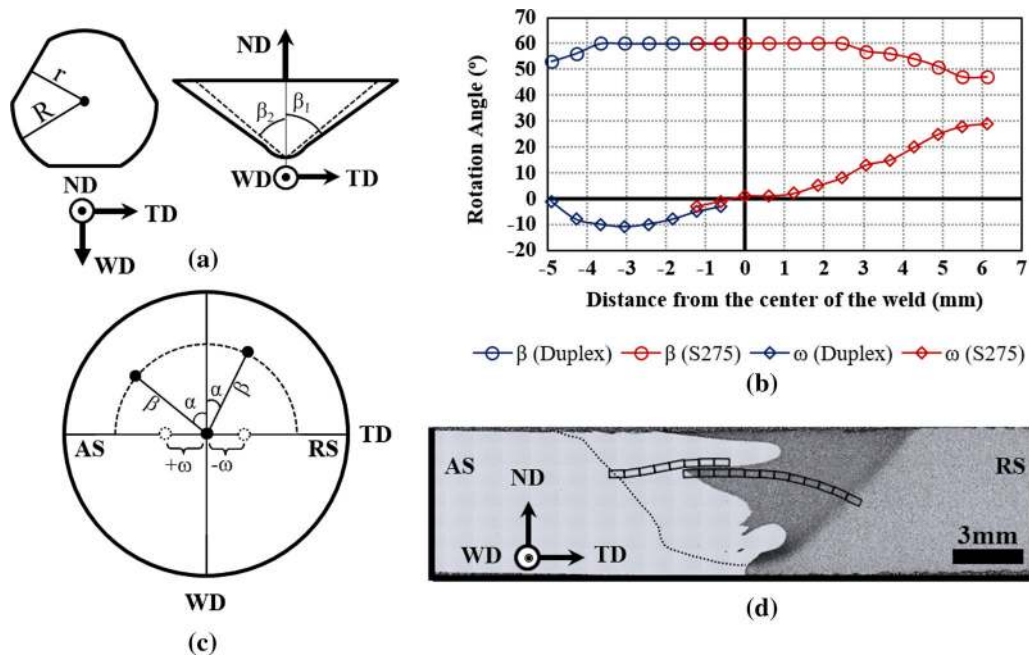 (a)
r
R
ND
TD
WD
ND
β2
β1
WD
TD
Rotation Angle (°)
70
60
50
40
30
20
10
0
-10
-20
-5 -4 -3 -2 -1 0 1 2 3 4 5 6 7
Distance from the center of the weld (mm)
β (Duplex) β (S275) ω (Duplex) ω (S275)
(b)
α α
β β
AS RS TD
+ω -ω
WD
(c)
AS RS
ND
WD TD
3mm
(d)